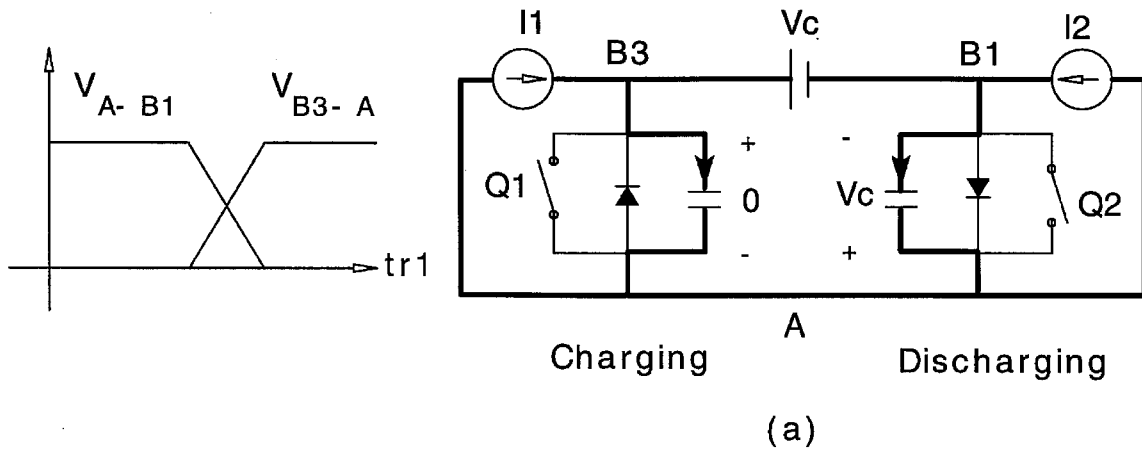 V A- B1
V B3- A
tr1
I1
Vc
I2
B3
B1
Q1
+
0
-
-
Vc
+
Q2
A
Charging
Discharging
(a)